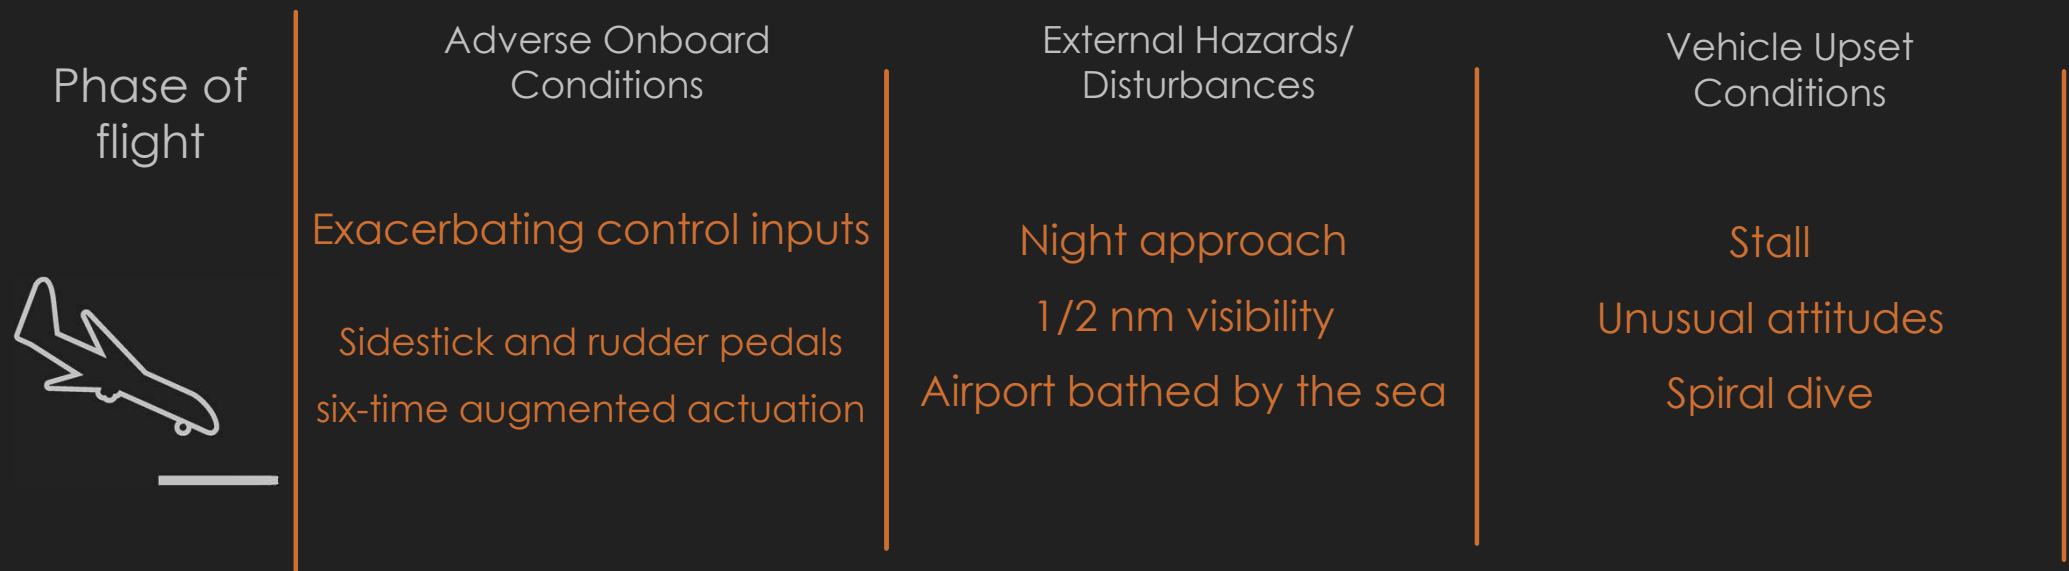 Phase of
flight
Adverse Onboard
Conditions
Exacerbating control inputs
Sidestick and rudder pedals
six-time augmented actuation
External Hazards/
Disturbances
Night approach
1/2 nm visibility
Airport bathed by the sea
Vehicle Upset
Conditions
Stall
Unusual attitudes
Spiral dive